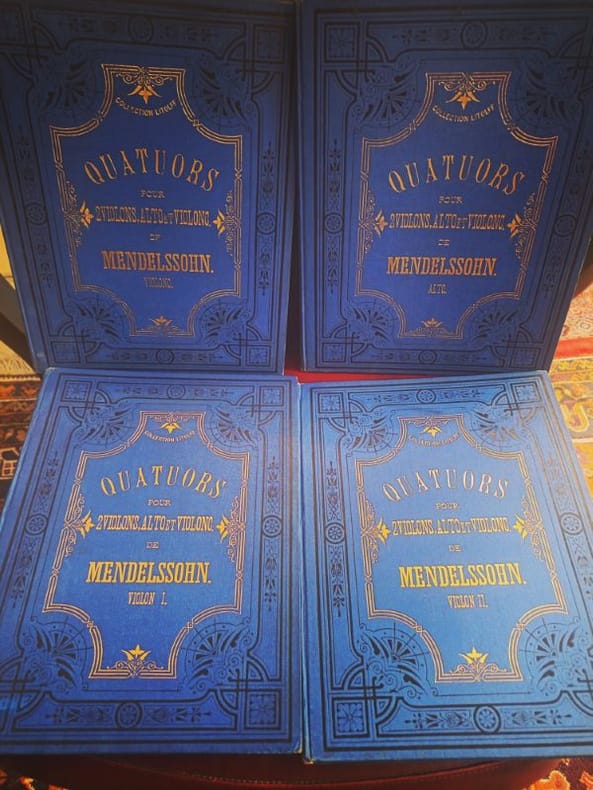 COLLECTION LITOLFF
QUATUORS
POUR
2 VIOLONS, ALTO ET VIOLONC.
DE
MENDELSSOHN.
VIOLONC.
COLLECTION LITOLFF
QUATUORS
POUR
2 VIOLONS, ALTO ET VIOLONC.
DE
MENDELSSOHN.
ALTO.
COLLECTION LITOLFF
QUATUORS
POUR
2 VIOLONS, ALTO ET VIOLONC.
DE
MENDELSSOHN.
VIOLON I.
COLLECTION LITOLFF
QUATUORS
POUR
2 VIOLONS, ALTO ET VIOLONC.
DE
MENDELSSOHN.
VIOLON II.